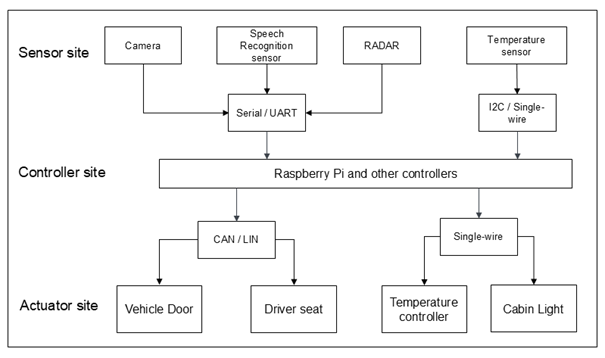 Sensor site
Camera
Speech
Recognition
sensor
RADAR
Temperature
sensor
Serial / UART
I2C / Single-
wire
Controller site
Raspberry Pi and other controllers
CAN / LIN
Single-wire
Actuator site
Vehicle Door
Driver seat
Temperature
controller
Cabin Light